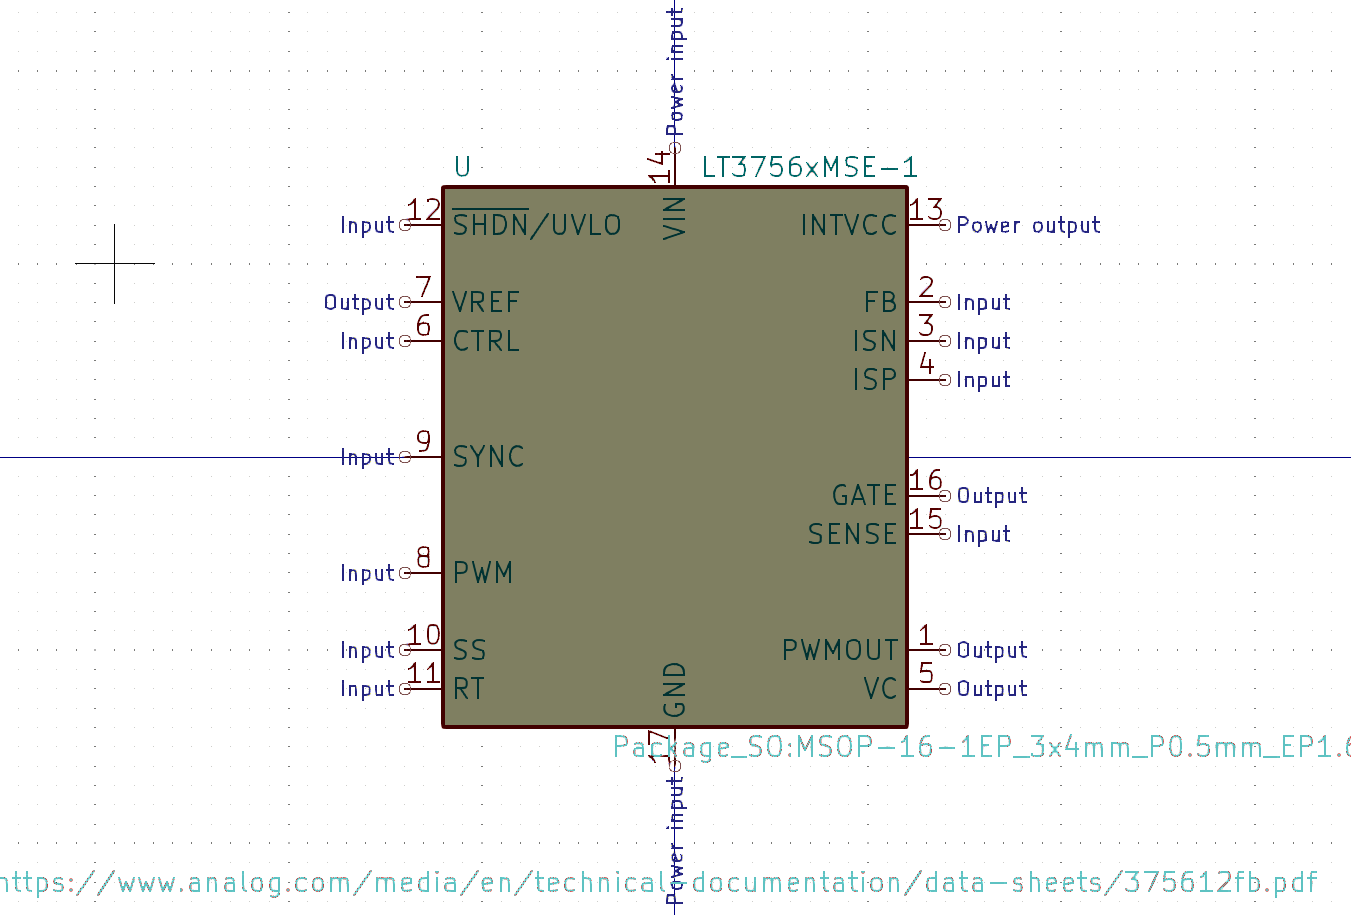 Power input
14
U
LT3756xMSE-1
VIN
Input 12 SHDN/UVLO
INTVCC 13 Power output
Output 7 VREF
FB 2 Input
Input 6 CTRL
ISN 3 Input
ISP 4 Input
Input 9 SYNC
GATE 16 Output
SENSE 15 Input
Input 8 PWM
Input 10 SS
PWMOUT 1 Output
Input 11 RT
VC 5 Output
GND
17
Package_SO:MSOP-16-1EP_3x4mm_P0.5mm_EP1.6
Power input
https://www.analog.com/media/en/technical-documentation/data-sheets/375612fb.pdf